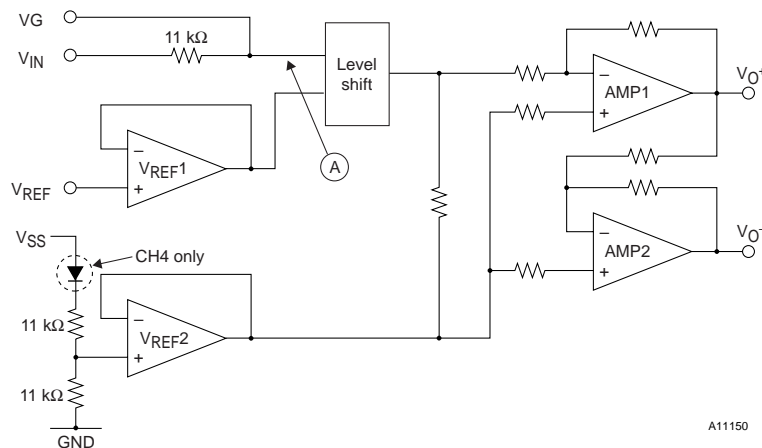 VG
11 kΩ
VIN
Level
shift
−
+
AMP1
VO+
−
+
VREF1
A
VREF
VSS
CH4 only
−
+
AMP2
VO−
−
+
VREF2
11 kΩ
11 kΩ
GND
A11150